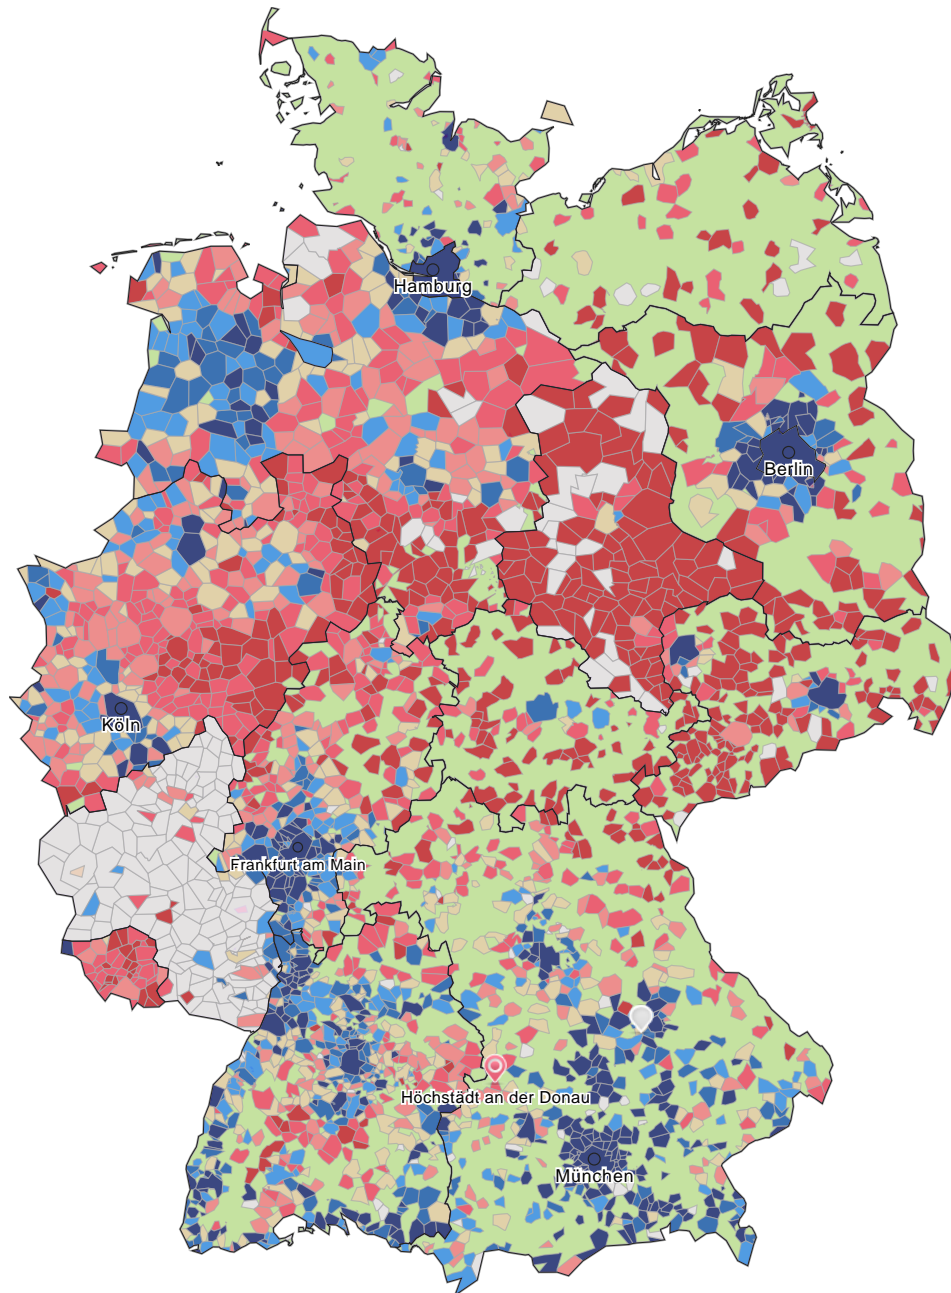 Hamburg
Berlin
Köln
Frankfurt am Main
Höchstädt an der Donau
München